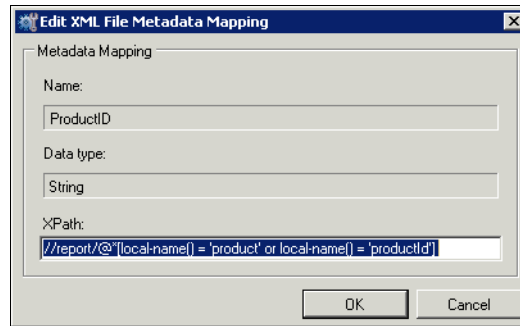 Edit XML File Metadata Mapping
Metadata Mapping
Name:
ProductID
Data type:
String
XPath:
//report/@*[local-name() = 'product' or local-name() = 'productId']
OK
Cancel